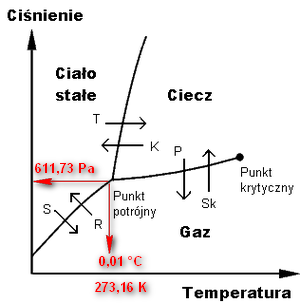 Ciśnienie
Ciało
stałe
Ciecz
T
K
P
Sk
611,73 Pa
Punkt
potrójny
Punkt
krytyczny
S
R
Gaz
0,01 °C
273,16 K
Temperatura